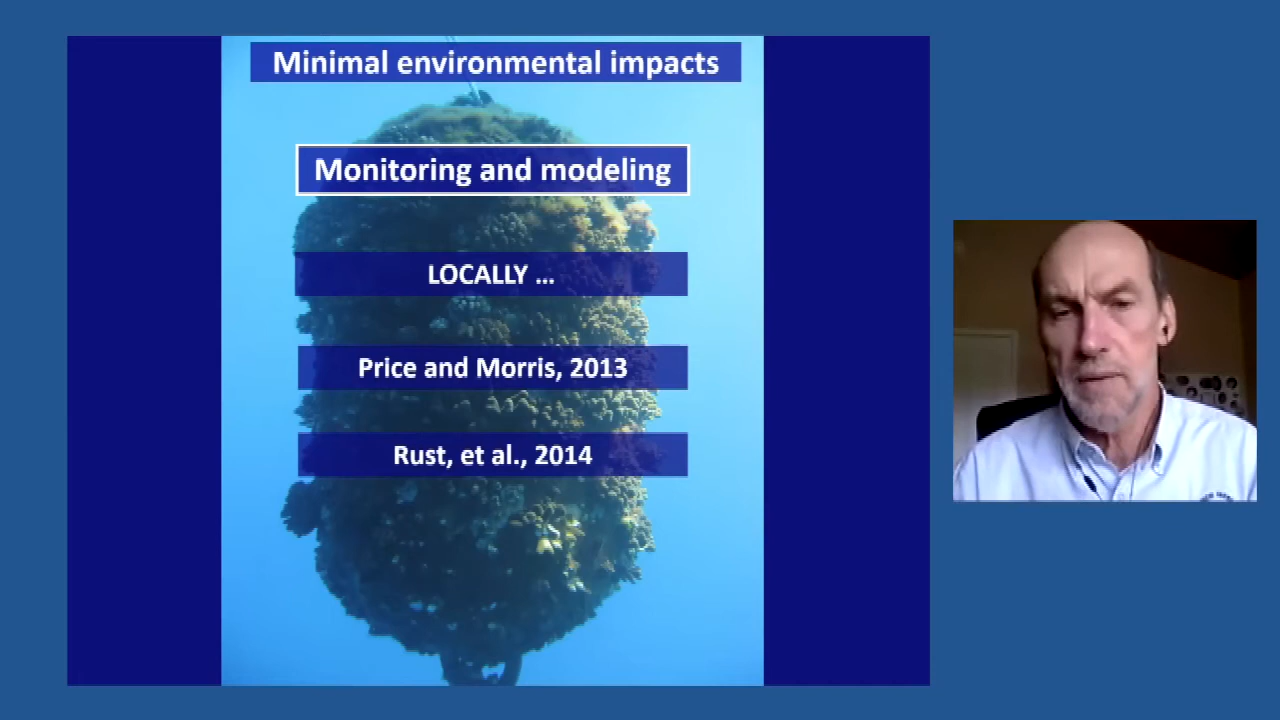 Minimal environmental impacts
Monitoring and modeling
LOCALLY ...
Price and Morris, 2013
Rust, et al., 2014